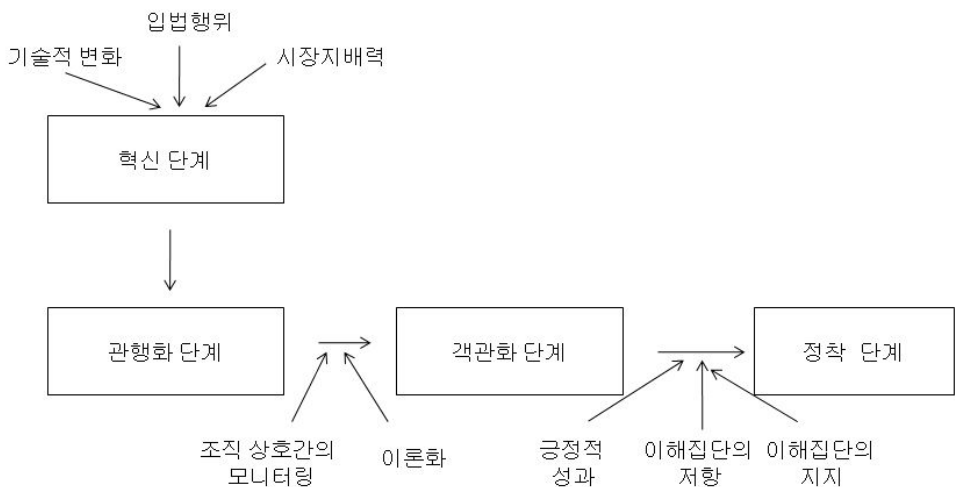 입법행위
기술적 변화
시장지배력
혁신 단계
관행화 단계
객관화 단계
정착 단계
조직 상호간의
모니터링
이론화
긍정적
성과
이해집단의
저항
이해집단의
지지